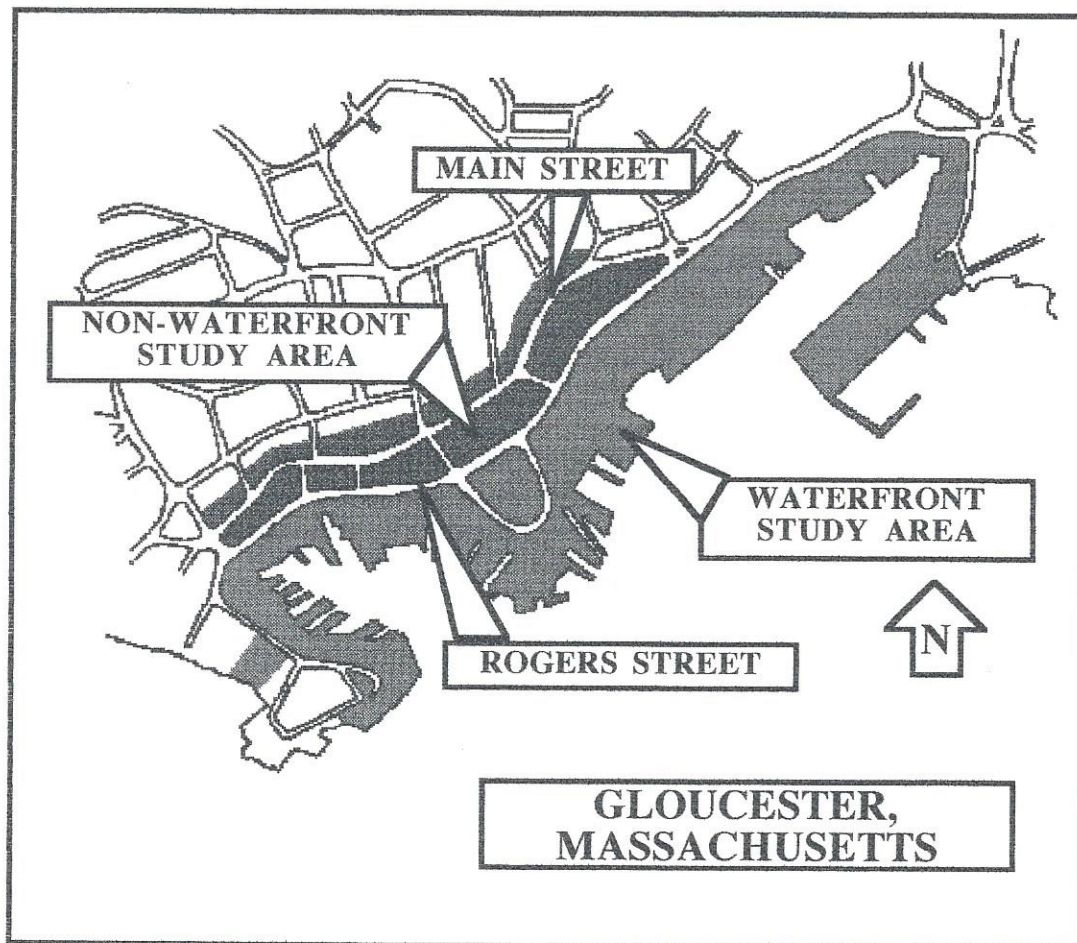 MAIN STREET
NON-WATERFRONT
STUDY AREA
WATERFRONT
STUDY AREA
ROGERS STREET
N
GLOUCESTER,
MASSACHUSETTS